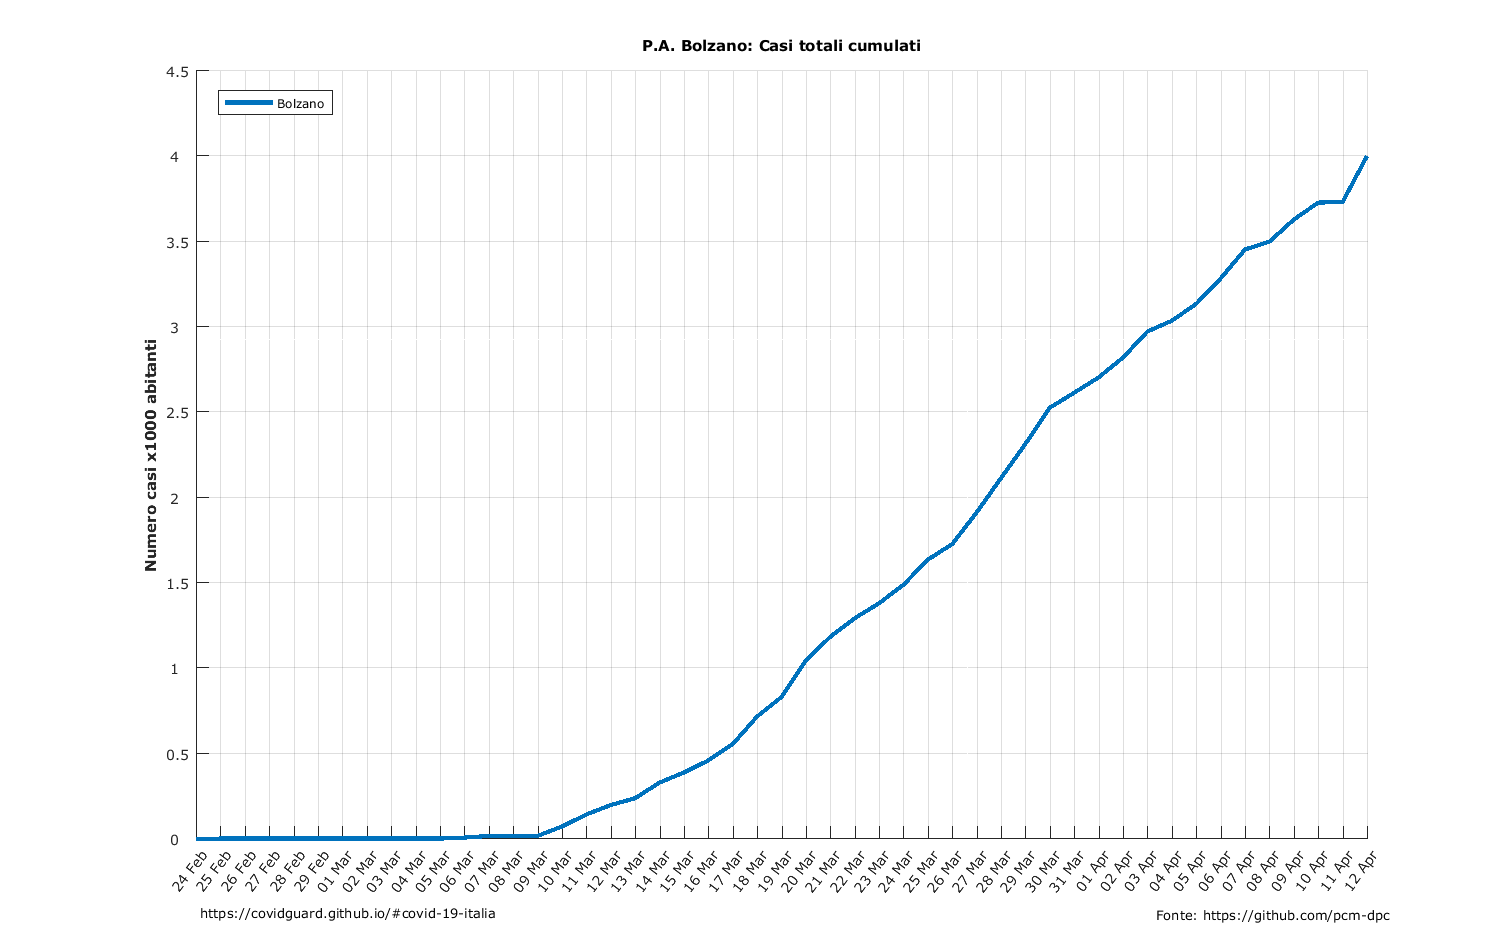 P.A. Bolzano: Casi totali cumulati
Bolzano
Numero casi x1000 abitanti
4.5
4
3.5
3
2.5
2
1.5
1
0.5
0
24 Feb
25 Feb
26 Feb
27 Feb
28 Feb
29 Feb
01 Mar
02 Mar
03 Mar
04 Mar
05 Mar
06 Mar
07 Mar
08 Mar
09 Mar
10 Mar
11 Mar
12 Mar
13 Mar
14 Mar
15 Mar
16 Mar
17 Mar
18 Mar
19 Mar
20 Mar
21 Mar
22 Mar
23 Mar
24 Mar
25 Mar
26 Mar
27 Mar
28 Mar
29 Mar
30 Mar
31 Mar
01 Apr
02 Apr
03 Apr
04 Apr
05 Apr
06 Apr
07 Apr
08 Apr
09 Apr
10 Apr
11 Apr
12 Apr
https://covidguard.github.io/#covid-19-italia
Fonte: https://github.com/pcm-dpc